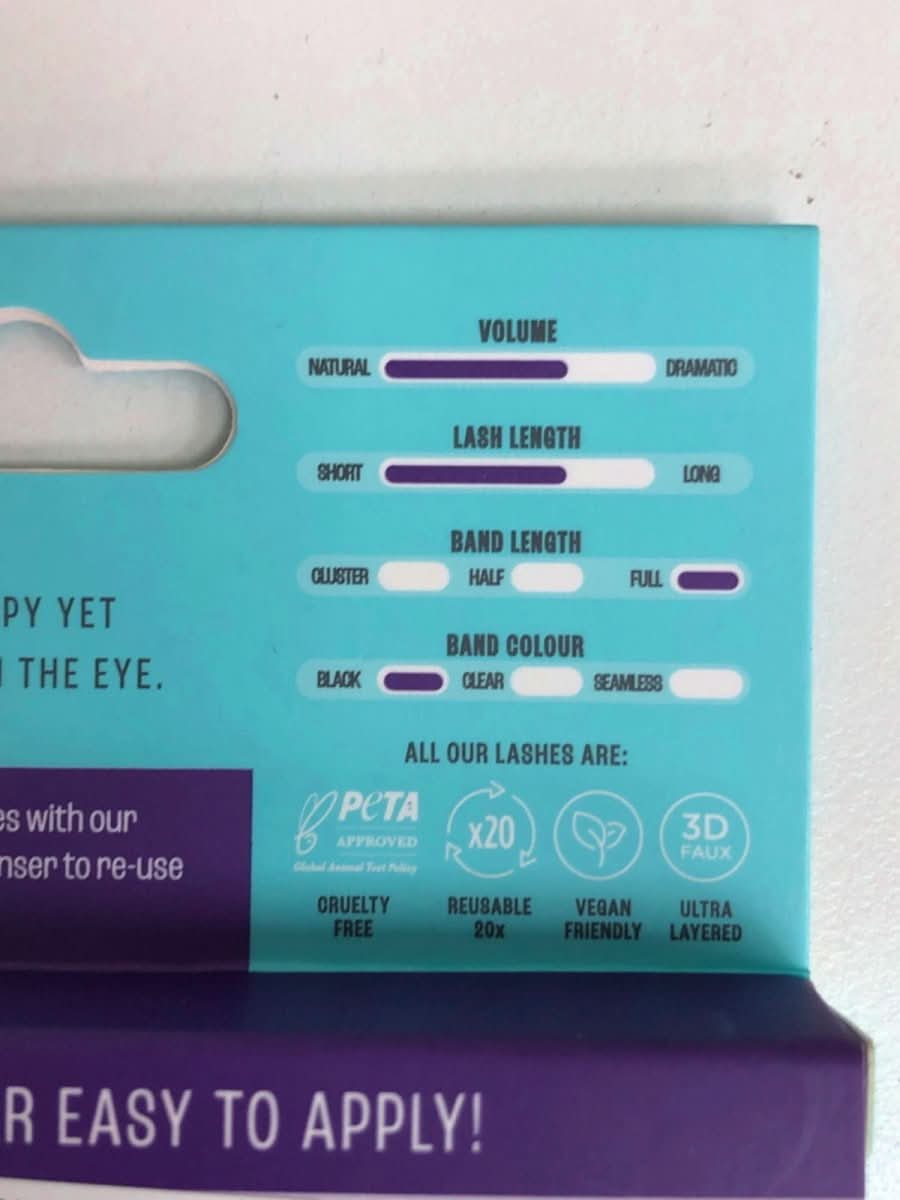 VOLUME
NATURAL DRAMATIC
LASH LENGTH
SHORT LONG
BAND LENGTH
CLUSTER HALF FULL
BAND COLOUR
BLACK CLEAR SEAMLESS
PY YET
THE EYE.
ALL OUR LASHES ARE:
PETA
APPROVED
Global Animal Test Policy
x20
3D
FAUX
CRUELTY
FREE
REUSABLE
20x
VEGAN
FRIENDLY
ULTRA
LAYERED
es with our
nser to re-use
R EASY TO APPLY!